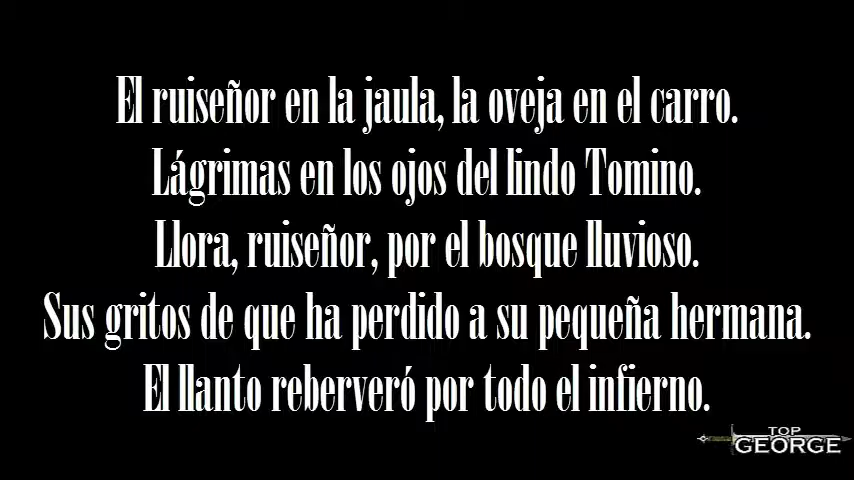 El ruiseñor en la jaula, la oveja en el carro.
Lágrimas en los ojos del lindo Tomino.
Llora, ruiseñor, por el bosque lluvioso.
Sus gritos de que ha perdido a su pequeña hermana.
El llanto reberveró por todo el infierno.
TOP
GEORGE